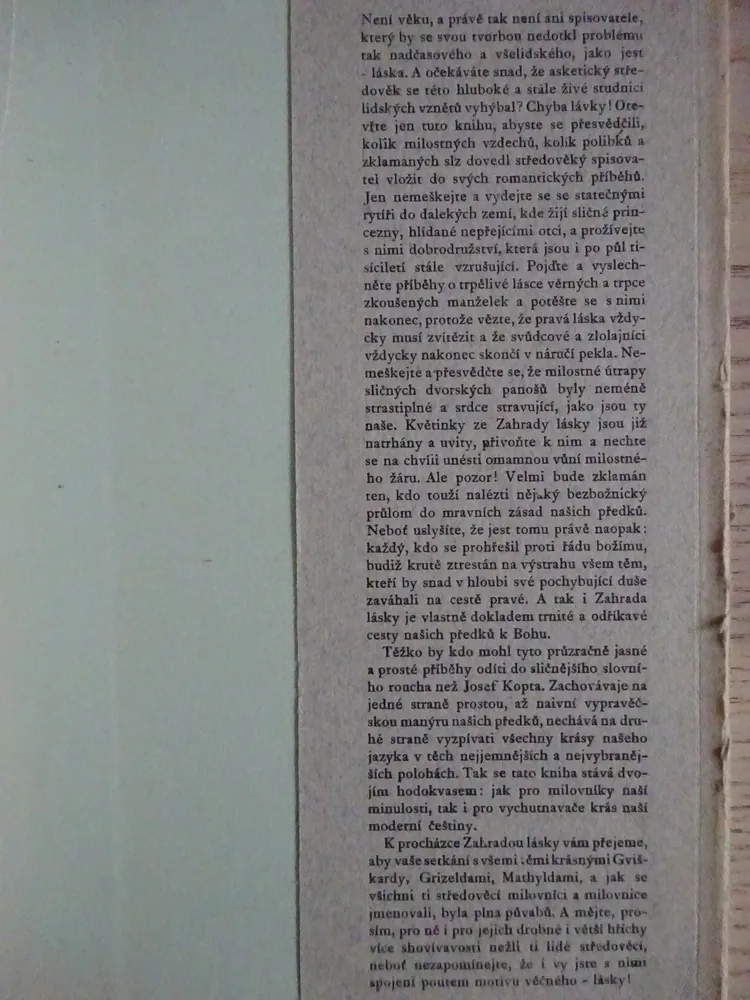 Není věku, a právě tak není ani spisovatele,
který by se svou tvorbou nedotkl problému
tak nadčasového a všelidského, jako jest
- láska. A očekáváte snad, že asketický stře-
dověk se této hluboké a stále živé studnici
lidských vznětů vyhýbal? Chyba lávky! Ote-
vřte jen tuto knihu, abyste se přesvědčili,
kolik milostných vzdechů, kolik polibků a
zklamaných slz dovedl středověký spisova-
tel vložit do svých romantických příběhů.
Jen nemeškejte a vydejte se se statečnými
rytíři do dalekých zemí, kde žijí sličné prin-
cezny, hlídané nepřejícími otci, a prožívejte
s nimi dobrodružství, která jsou i po půl ti-
síciletí stále vzrušující. Pojďte a vyslech-
něte příběhy o trpělivé lásce věrných a trpce
zkoušených manželek a potěšte se s nimi
nakonec, protože vězte, že pravá láska vždy-
cky musí zvítězit a že svůdcové a zlolajníci
vždycky nakonec skončí v náručí pekla. Ne-
meškejte a přesvědčte se, že milostné útrapy
sličných dvorských panošů byly neméně
strastiplné a srdce stravující, jako jsou ty
naše. Květinky ze Zahrady lásky jsou již
natrhány a uvity, přivoňte k nim a nechte
se na chvíli unésti omamnou vůní milostné-
ho žáru. Ale pozor! Velmi bude zklamán
ten, kdo touží nalézti nějaký bezbožnický
průlom do mravních zásad našich předků.
Neboť uslyšíte, že jest tomu právě naopak:
každý, kdo se prohřešil proti řádu božímu,
budiž krutě ztrestán na výstrahu všem těm,
kteří by snad v hloubi své pochybující duše
zaváhali na cestě pravé. A tak i Zahrada
lásky je vlastně dokladem trnité a odříkavé
cesty našich předků k Bohu.
Těžko by kdo mohl tyto průzračně jasné
a prosté příběhy odíti do sličnějšího slovní-
ho roucha než Josef Kopta. Zachovávaje na
jedné straně prostou, až naivní vypravěč-
skou manýru našich předků, nechává na dru-
hé straně vyzpívati všechny krásy našeho
jazyka v těch nejjemnějších a nejvybraněj-
ších polohách. Tak se tato kniha stává dvo-
jím hodokvasem: jak pro milovníky naší
minulosti, tak i pro vychutnavače krás naší
moderní češtiny.
K procházce Zahradou lásky vám přejeme,
aby vaše setkání s všemi těmi krásnými Gviš-
kardy, Grizeldami, Mathyldami, a jak se
všichni ti středověcí milovníci a milovnice
jmenovali, byla plna půvabů. A mějte, pro-
sím, pro ně i pro jejich drobné i větší hříchy
více shovívavosti nežli ti lidé středověcí,
neboť nezapomínejte, že i vy jste s nimi
spojeni poutem motivu věčného - lásky!